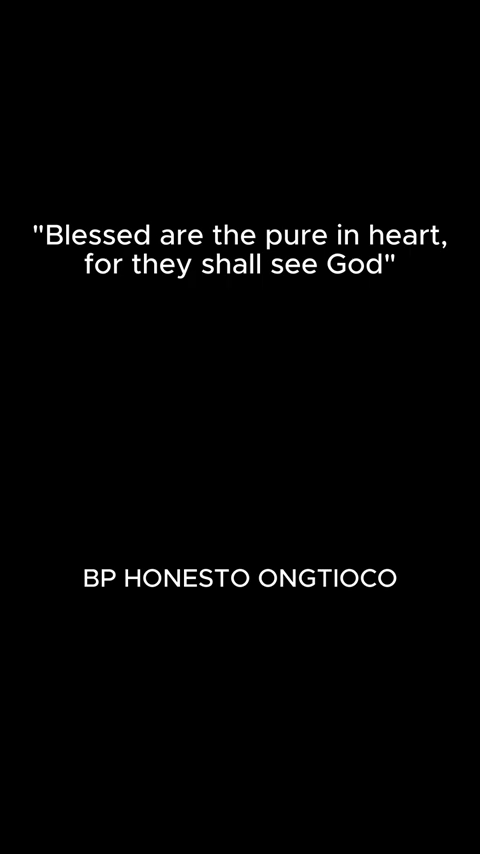 "Blessed are the pure in heart,
for they shall see God"
BP HONESTO ONGTIOCO